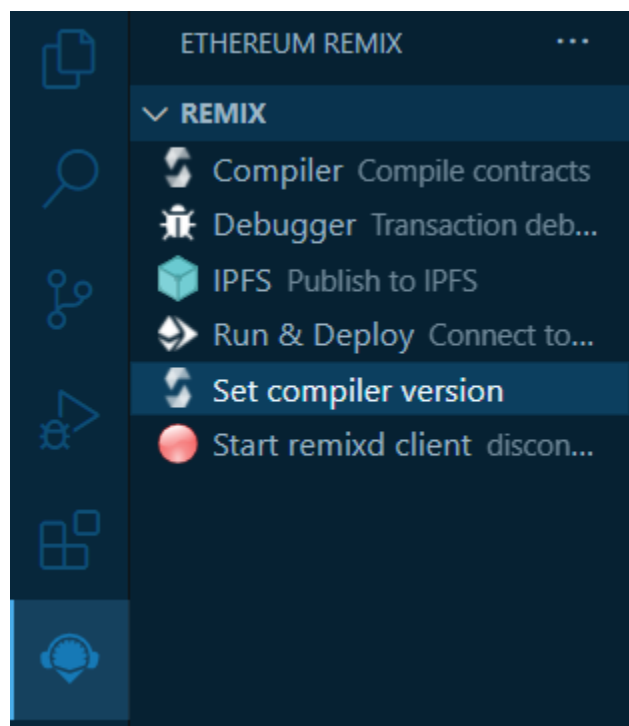 ETHEREUM REMIX ...
REMIX
Compiler Compile contracts
Debugger Transaction deb...
IPFS Publish to IPFS
Run & Deploy Connect to...
Set compiler version
Start remixd client discon...